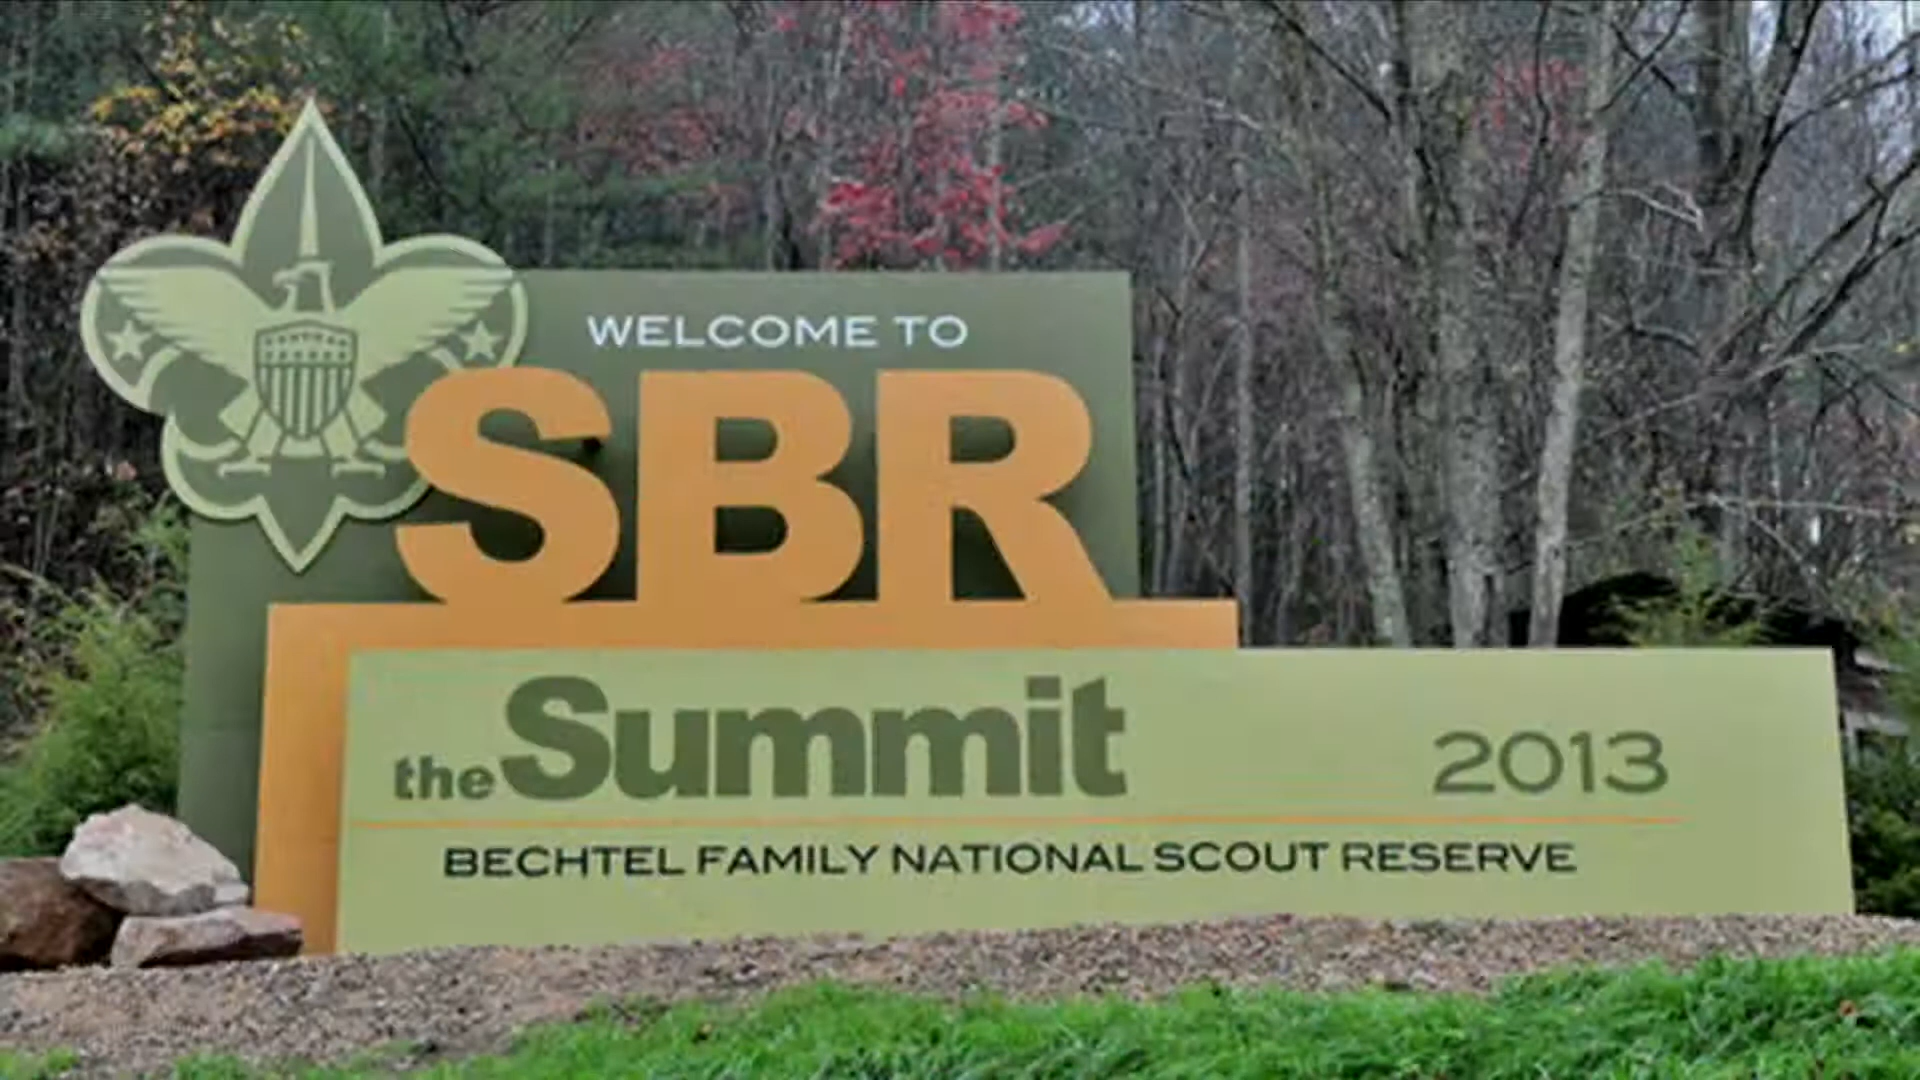 WELCOME TO
SBR
the Summit
2013
BECHTEL FAMILY NATIONAL SCOUT RESERVE